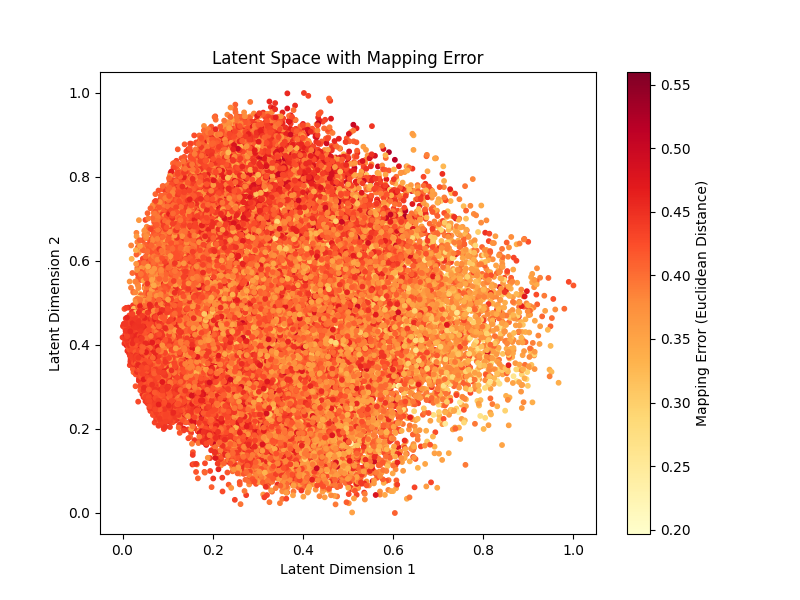 Latent Space with Mapping Error
1.0
0.8
0.6
0.4
0.2
0.0
Latent Dimension 2
0.0 0.2 0.4 0.6 0.8 1.0
Latent Dimension 1
0.55
0.50
0.45
0.40
0.35
0.30
0.25
0.20
Mapping Error (Euclidean Distance)